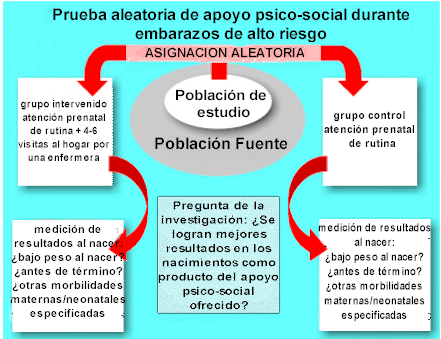 Prueba aleatoria de apoyo psico-social durante
embarazos de alto riesgo
ASIGNACION ALEATORIA
grupo intervenido
atención prenatal
de rutina + 4-6
visitas al hogar por
una enfermera
Población de
estudio
Población Fuente
grupo control
atención prenatal
de rutina
medición de
resultados al nacer:
¿bajo peso al nacer?
¿antes de término?
¿otras morbilidades
maternas/neonatales
especificadas
Pregunta de la
investigación: ¿Se
logran mejores
resultados en los
nacimientos como
producto del apoyo
psico-social
ofrecido?
medición de resultados
al nacer:
¿bajo peso al nacer?
¿antes de término?
¿otras morbilidades
maternas/neonatales
especificadas